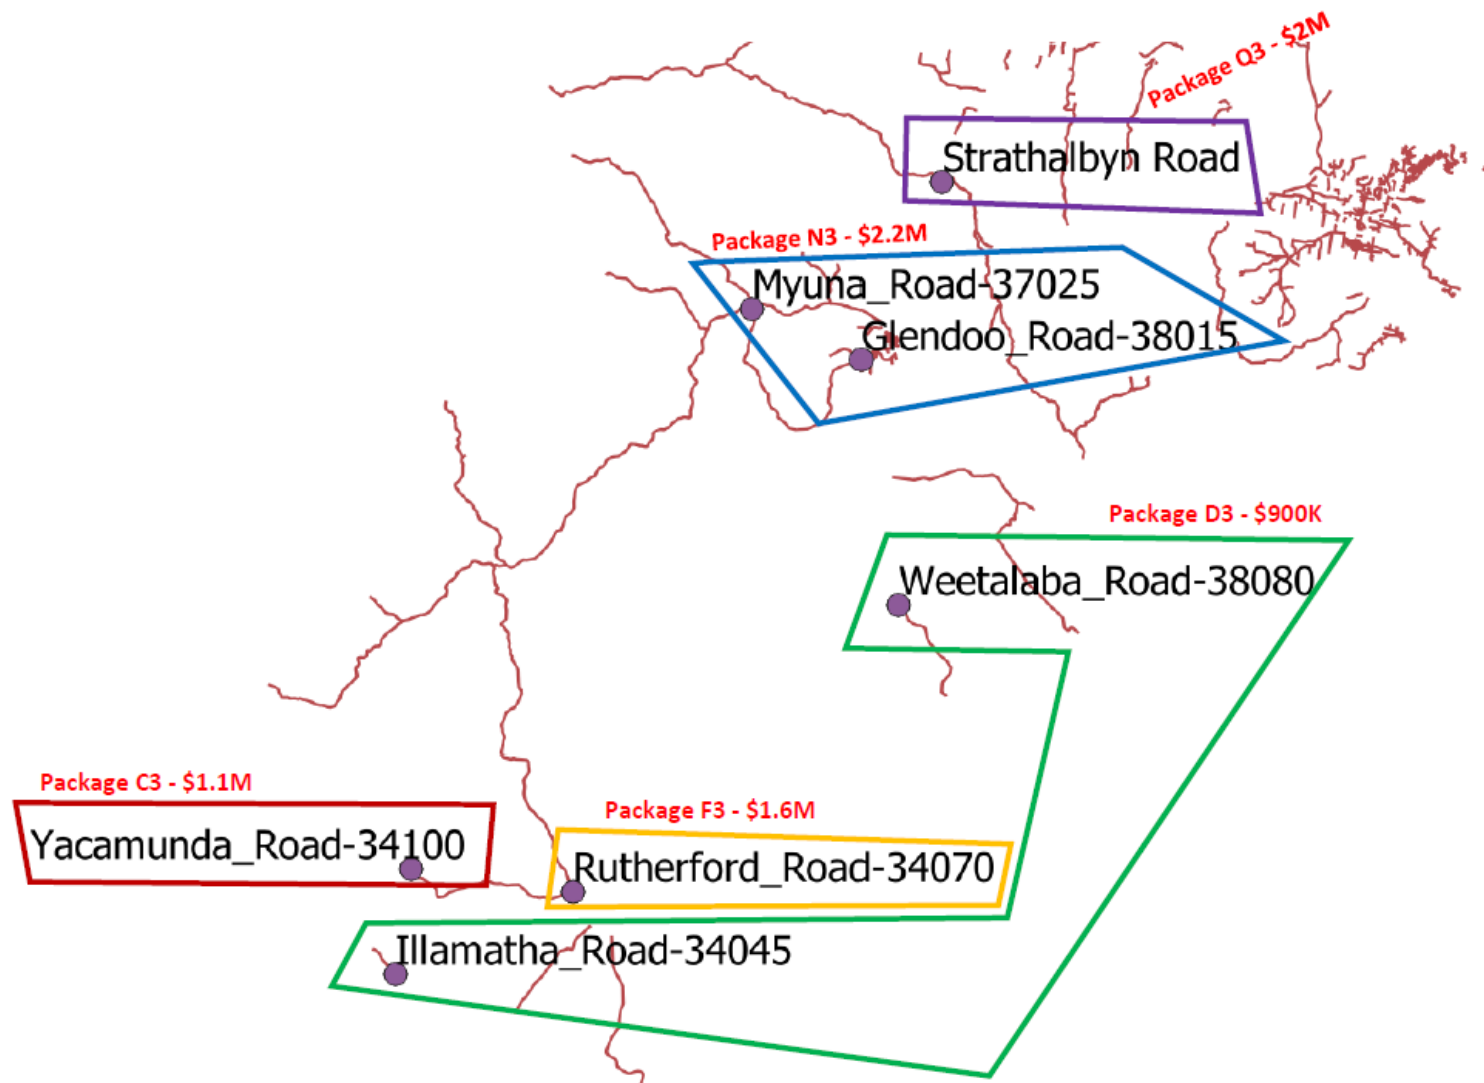 Package Q3 - $2M
Strathalbyn Road
Package N3 - $2.2M
Myuna_Road-37025
Glendoo_Road-38015
Package D3 - $900K
Weetalaba_Road-38080
Package C3 - $1.1M
Yacamunda_Road-34100
Package F3 - $1.6M
Rutherford_Road-34070
Illamatha_Road-34045